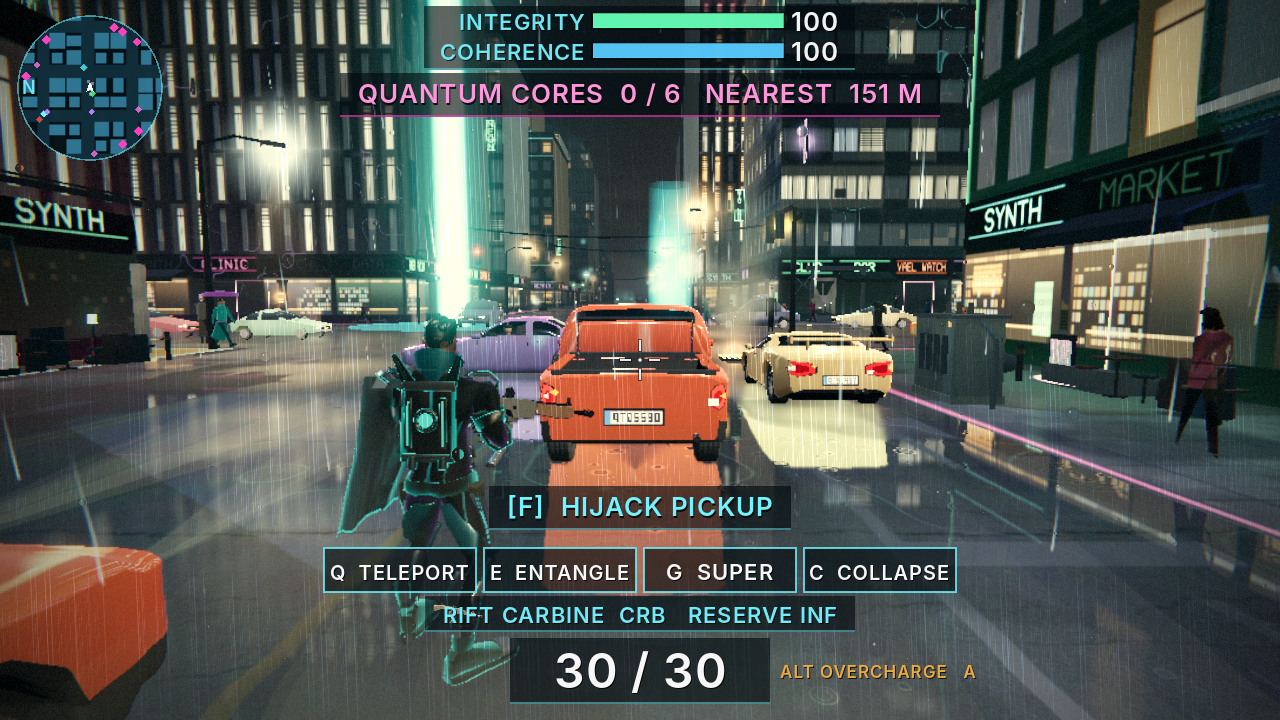 INTEGRITY 100
COHERENCE 100
QUANTUM CORES 0 / 6 NEAREST 151 M
N
SYNTH
CLINIC
SYNTH
MARKET
BAR
VAEL WATCH
[F] HIJACK PICKUP
Q TELEPORT
E ENTANGLE
G SUPER
C COLLAPSE
RIFT CARBINE CRB RESERVE INF
30 / 30
ALT OVERCHARGE A